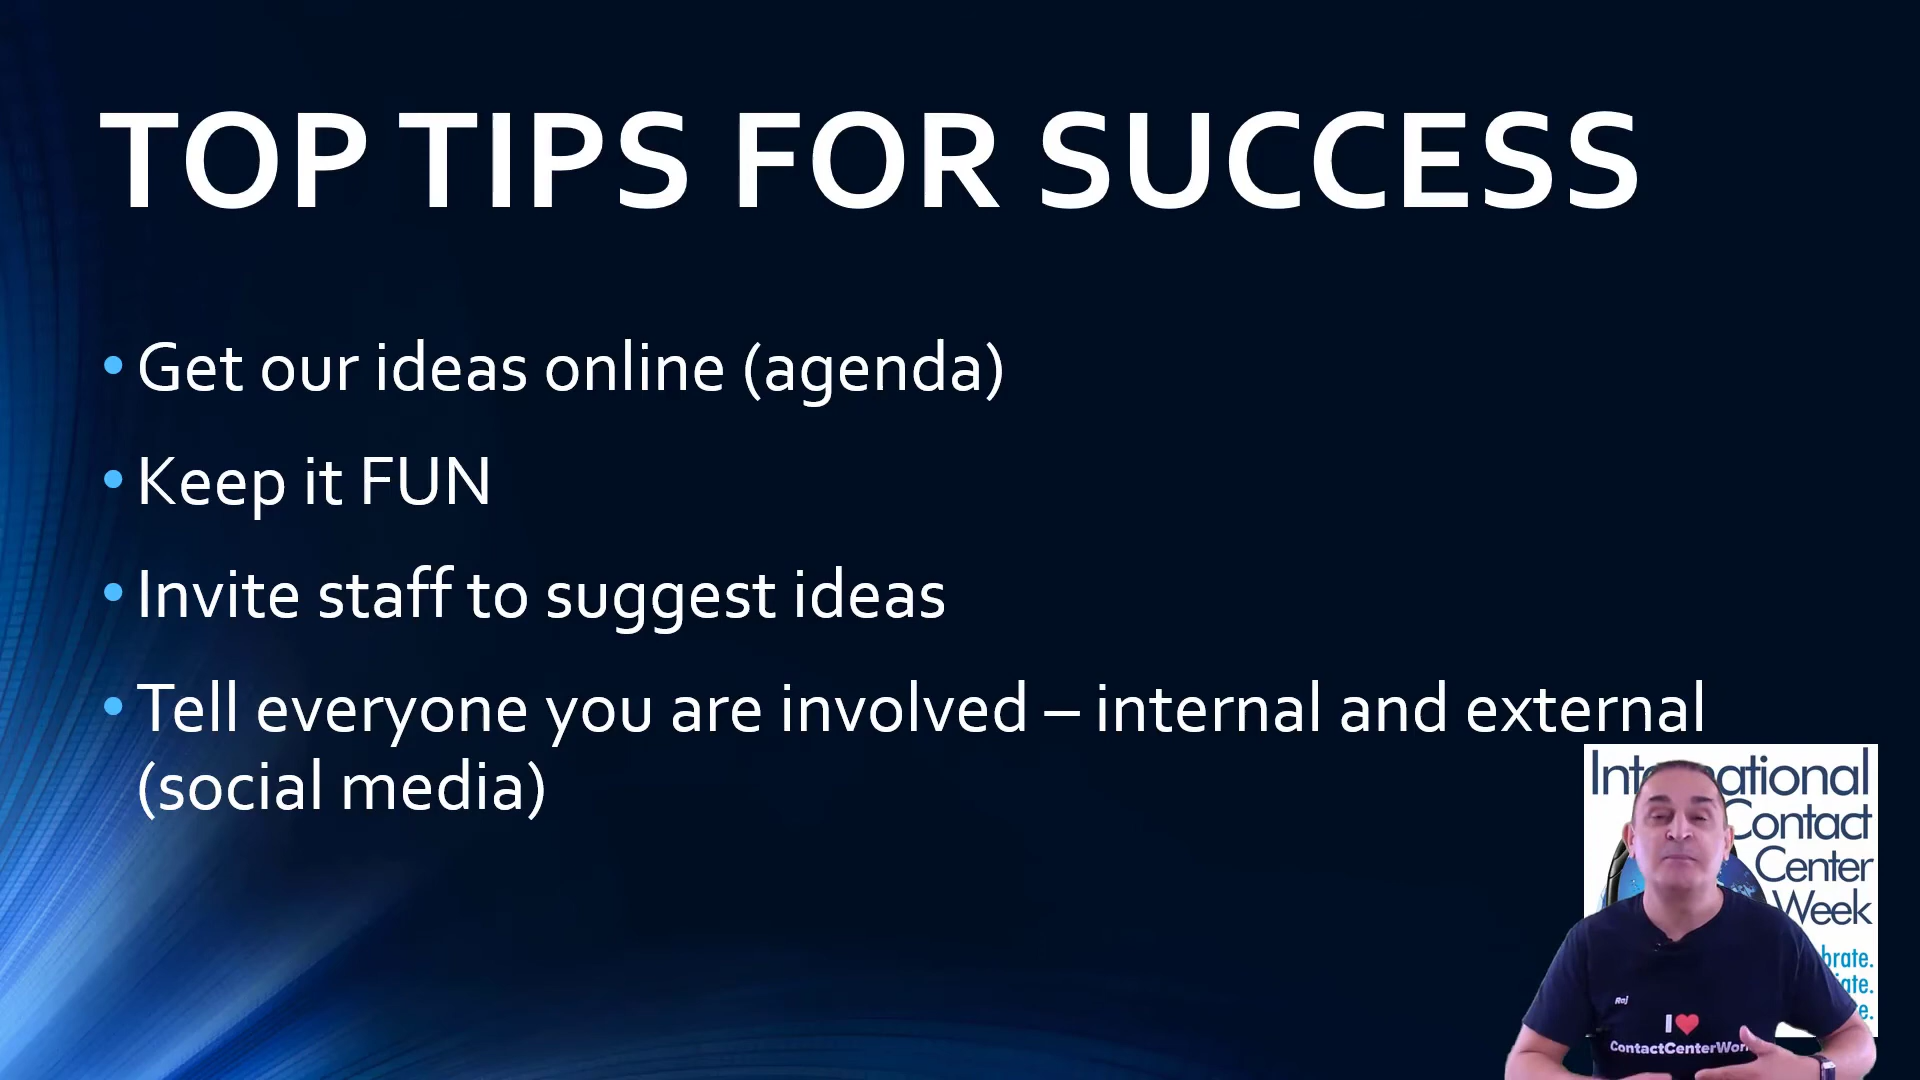 TOP TIPS FOR SUCCESS
• Get our ideas online (agenda)
• Keep it FUN
• Invite staff to suggest ideas
• Tell everyone you are involved – internal and external
(social media)
Contact
Center
Week
Raj
I ❤